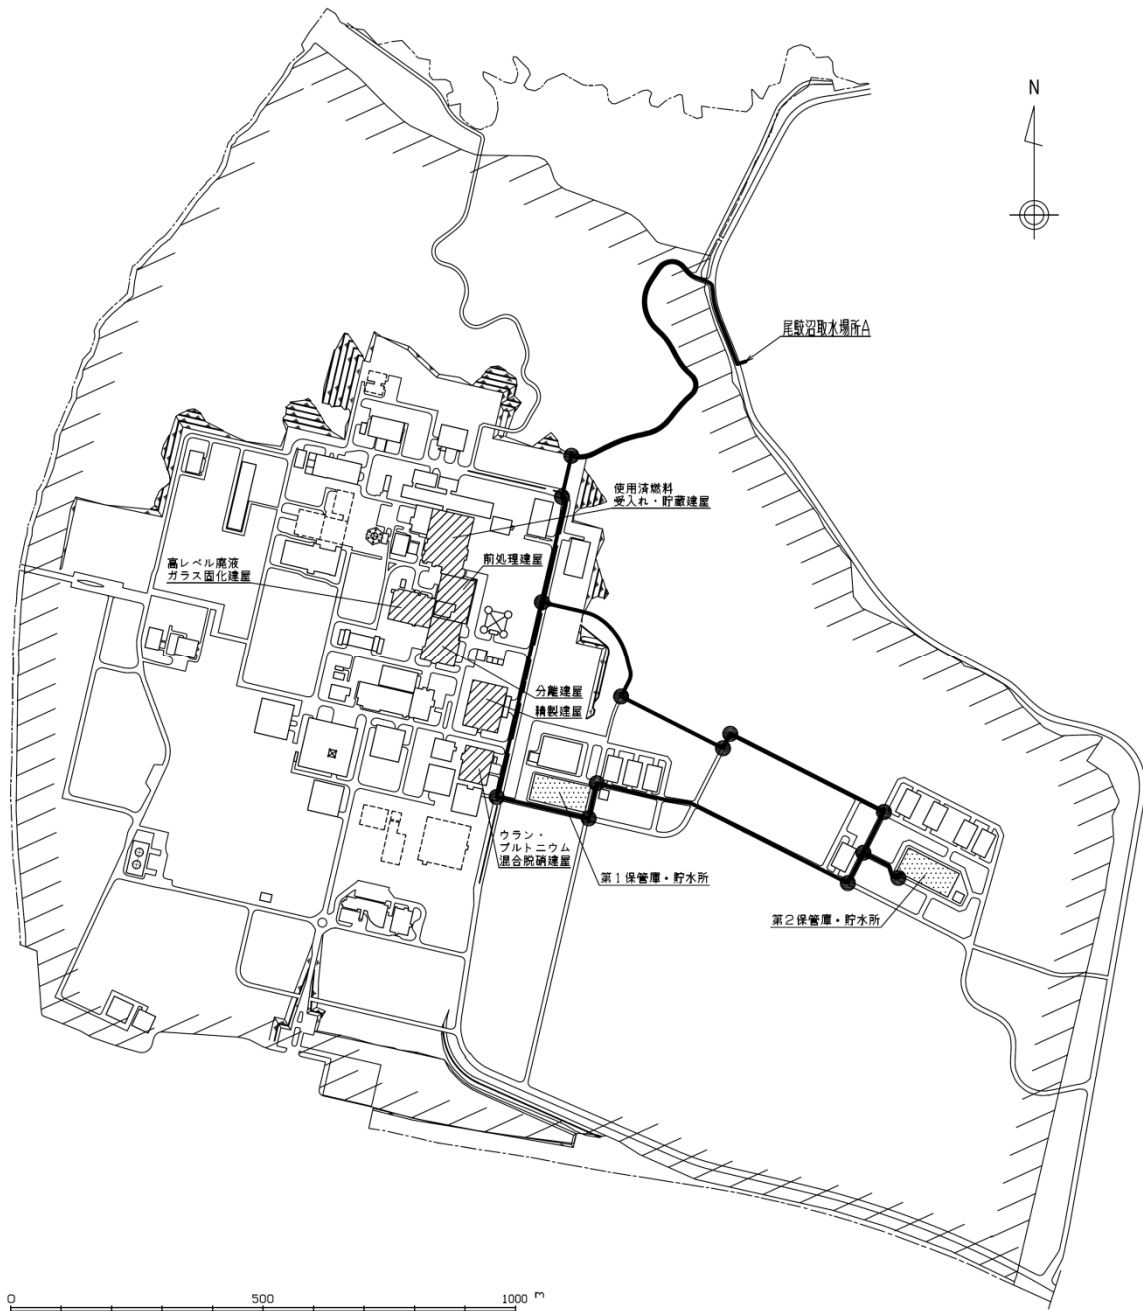 N
尾駮沼取水場所A
使用済燃料
受入れ・貯蔵建屋
前処理建屋
高レベル廃液
ガラス固化建屋
分離建屋
精製建屋
ウラン・
プルトニウム
混合脱硝建屋
第1保管庫・貯水所
第2保管庫・貯水所
0 500 1000 m